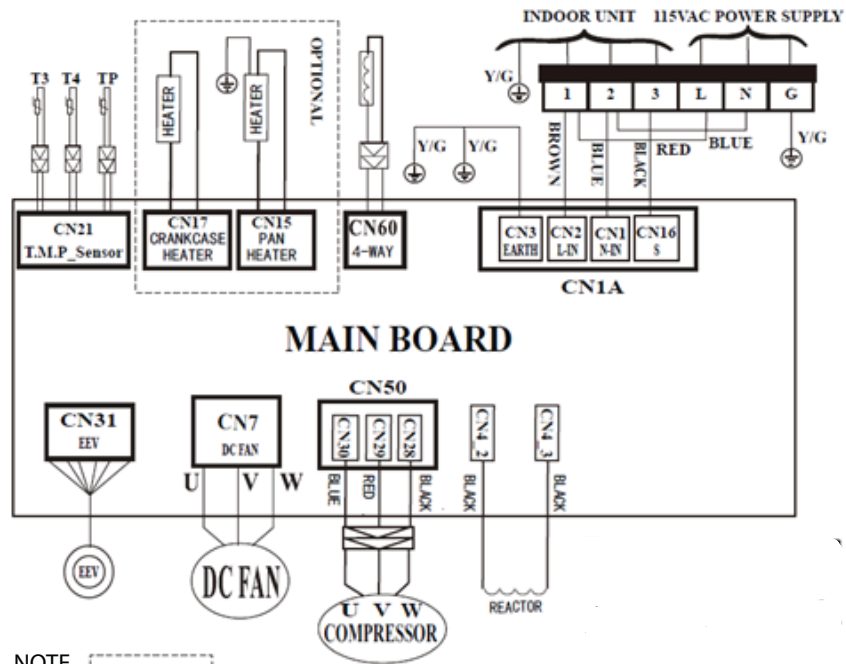 INDOOR UNIT 115VAC POWER SUPPLY
T3 T4 TP
OPTIONAL
HEATER
HEATER
Y/G
1 2 3 L N G
Y/G Y/G
BROWN
BLUE
BLACK
RED
BLUE
Y/G
CN21
T.M.P_Sensor
CN17
CRANKCASE
HEATER
CN15
PAN
HEATER
CN60
4-WAY
CN3
EARTH
CN2
L-IN
CN1
N-IN
CN16
S
CN1A
MAIN BOARD
CN31
EEV
CN7
DC FAN
CN50
CN30
CN29
CN28
CN4_2
CN4_3
U V W
BLUE
RED
BLACK
BLACK
BLACK
EEV
DC FAN
U V W
COMPRESSOR
REACTOR
NOTE